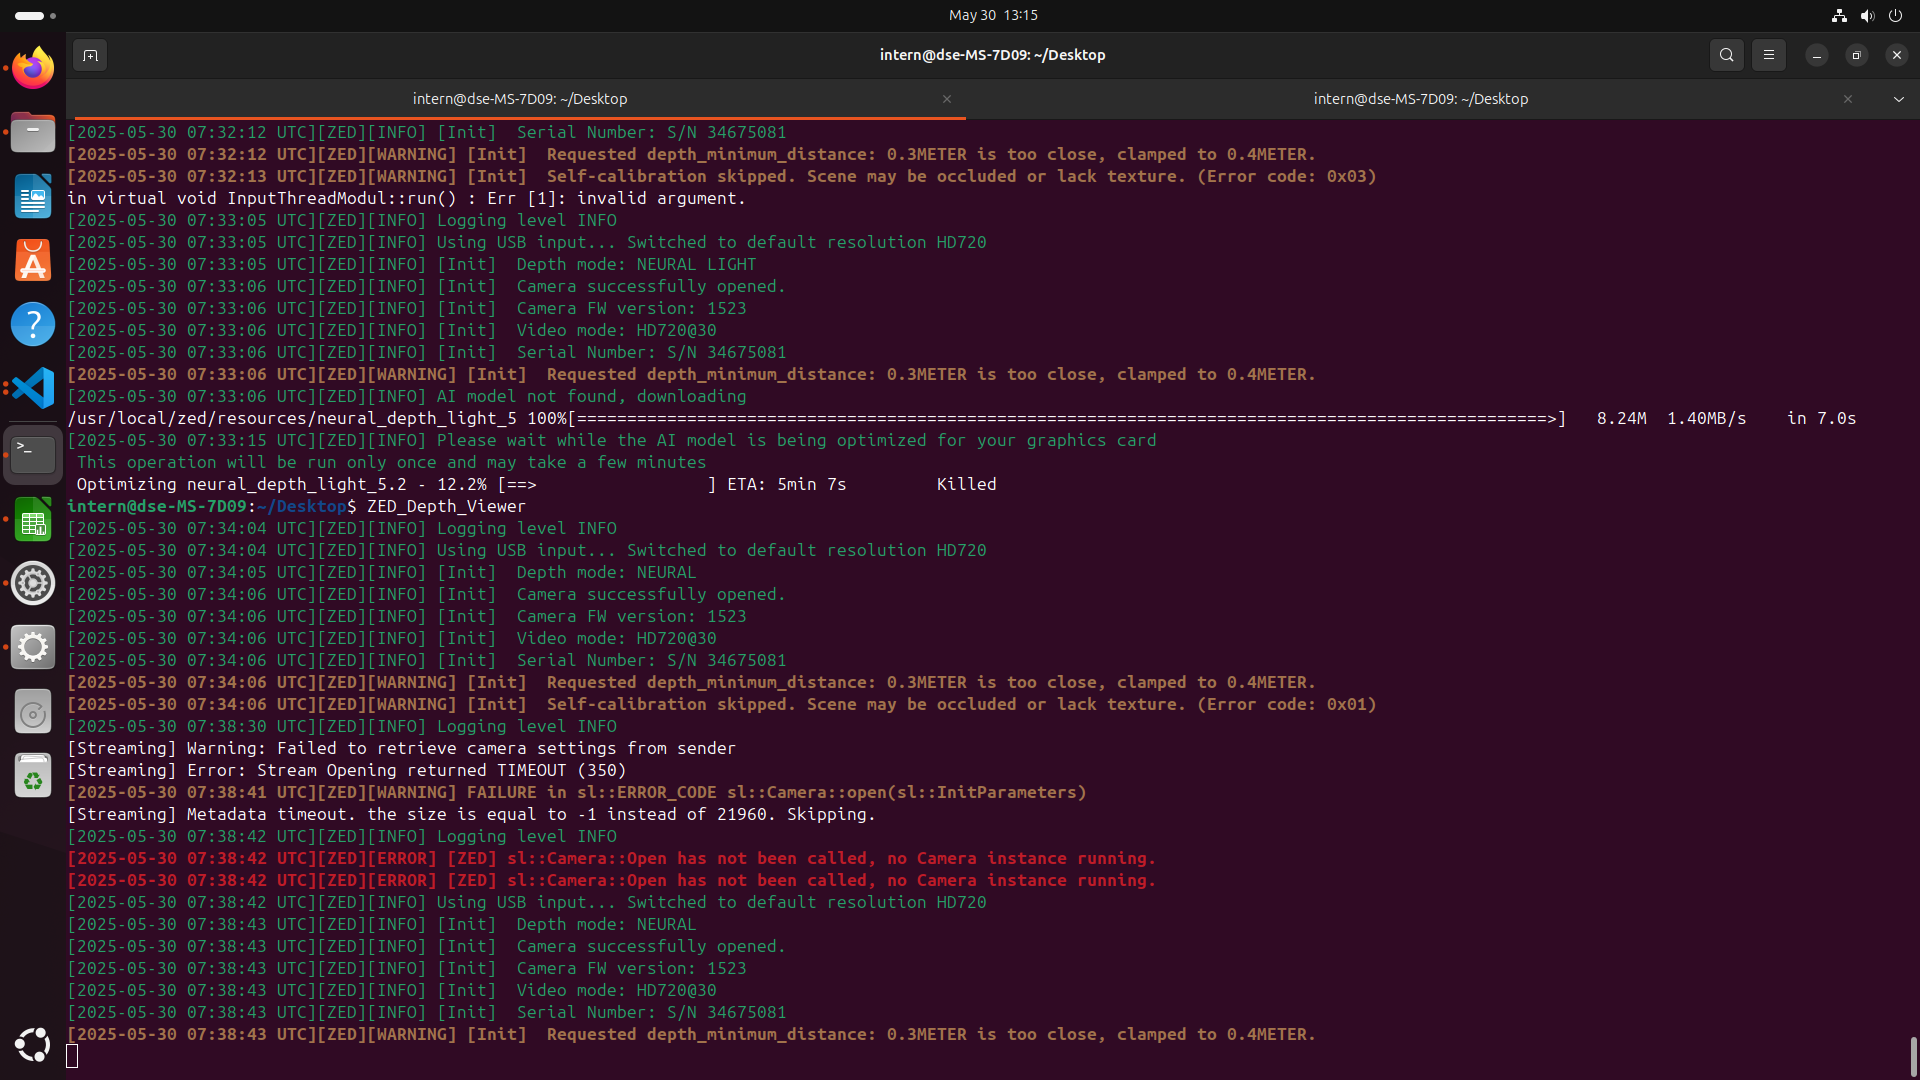 May 30 13:15
intern@dse-MS-7D09: ~/Desktop
intern@dse-MS-7D09: ~/Desktop
intern@dse-MS-7D09: ~/Desktop
[2025-05-30 07:32:12 UTC][ZED][INFO] [Init]  Serial Number: S/N 34675081
[2025-05-30 07:32:12 UTC][ZED][WARNING] [Init]  Requested depth_minimum_distance: 0.3METER is too close, clamped to 0.4METER.
[2025-05-30 07:32:13 UTC][ZED][WARNING] [Init]  Self-calibration skipped. Scene may be occluded or lack texture. (Error code: 0x03)
in virtual void InputThreadModul::run() : Err [1]: invalid argument.
[2025-05-30 07:33:05 UTC][ZED][INFO] Logging level INFO
[2025-05-30 07:33:05 UTC][ZED][INFO] Using USB input... Switched to default resolution HD720
[2025-05-30 07:33:05 UTC][ZED][INFO] [Init]  Depth mode: NEURAL LIGHT
[2025-05-30 07:33:06 UTC][ZED][INFO] [Init]  Camera successfully opened.
[2025-05-30 07:33:06 UTC][ZED][INFO] [Init]  Camera FW version: 1523
[2025-05-30 07:33:06 UTC][ZED][INFO] [Init]  Video mode: HD720@30
[2025-05-30 07:33:06 UTC][ZED][INFO] [Init]  Serial Number: S/N 34675081
[2025-05-30 07:33:06 UTC][ZED][WARNING] [Init]  Requested depth_minimum_distance: 0.3METER is too close, clamped to 0.4METER.
[2025-05-30 07:33:06 UTC][ZED][INFO] AI model not found, downloading
/usr/local/zed/resources/neural_depth_light_5 100%[=================================================================================================>]   8.24M  1.40MB/s    in 7.0s
[2025-05-30 07:33:15 UTC][ZED][INFO] Please wait while the AI model is being optimized for your graphics card
 This operation will be run only once and may take a few minutes
 Optimizing neural_depth_light_5.2 - 12.2% [==>                 ] ETA: 5min 7s         Killed
intern@dse-MS-7D09:~/Desktop$ ZED_Depth_Viewer
[2025-05-30 07:34:04 UTC][ZED][INFO] Logging level INFO
[2025-05-30 07:34:04 UTC][ZED][INFO] Using USB input... Switched to default resolution HD720
[2025-05-30 07:34:05 UTC][ZED][INFO] [Init]  Depth mode: NEURAL
[2025-05-30 07:34:06 UTC][ZED][INFO] [Init]  Camera successfully opened.
[2025-05-30 07:34:06 UTC][ZED][INFO] [Init]  Camera FW version: 1523
[2025-05-30 07:34:06 UTC][ZED][INFO] [Init]  Video mode: HD720@30
[2025-05-30 07:34:06 UTC][ZED][INFO] [Init]  Serial Number: S/N 34675081
[2025-05-30 07:34:06 UTC][ZED][WARNING] [Init]  Requested depth_minimum_distance: 0.3METER is too close, clamped to 0.4METER.
[2025-05-30 07:34:06 UTC][ZED][WARNING] [Init]  Self-calibration skipped. Scene may be occluded or lack texture. (Error code: 0x01)
[2025-05-30 07:38:30 UTC][ZED][INFO] Logging level INFO
[Streaming] Warning: Failed to retrieve camera settings from sender
[Streaming] Error: Stream Opening returned TIMEOUT (350)
[2025-05-30 07:38:41 UTC][ZED][WARNING] FAILURE in sl::ERROR_CODE sl::Camera::open(sl::InitParameters)
[Streaming] Metadata timeout. the size is equal to -1 instead of 21960. Skipping.
[2025-05-30 07:38:42 UTC][ZED][INFO] Logging level INFO
[2025-05-30 07:38:42 UTC][ZED][ERROR] [ZED] sl::Camera::Open has not been called, no Camera instance running.
[2025-05-30 07:38:42 UTC][ZED][ERROR] [ZED] sl::Camera::Open has not been called, no Camera instance running.
[2025-05-30 07:38:42 UTC][ZED][INFO] Using USB input... Switched to default resolution HD720
[2025-05-30 07:38:43 UTC][ZED][INFO] [Init]  Depth mode: NEURAL
[2025-05-30 07:38:43 UTC][ZED][INFO] [Init]  Camera successfully opened.
[2025-05-30 07:38:43 UTC][ZED][INFO] [Init]  Camera FW version: 1523
[2025-05-30 07:38:43 UTC][ZED][INFO] [Init]  Video mode: HD720@30
[2025-05-30 07:38:43 UTC][ZED][INFO] [Init]  Serial Number: S/N 34675081
[2025-05-30 07:38:43 UTC][ZED][WARNING] [Init]  Requested depth_minimum_distance: 0.3METER is too close, clamped to 0.4METER.